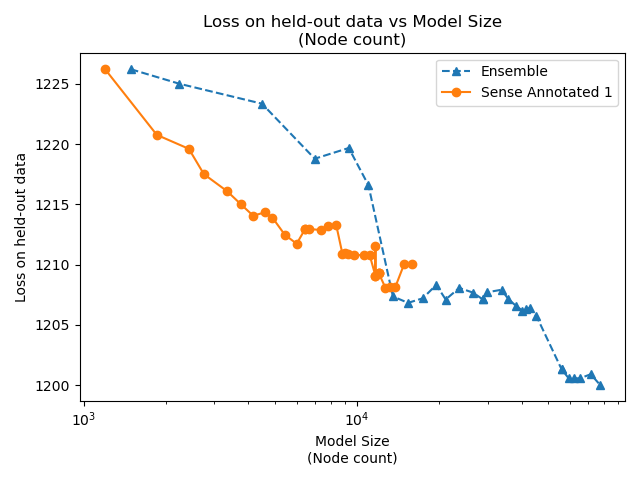 Loss on held-out data vs Model Size
(Node count)
Ensemble
Sense Annotated 1
Loss on held-out data
1225
1220
1215
1210
1205
1200
10³
10⁴
Model Size
(Node count)